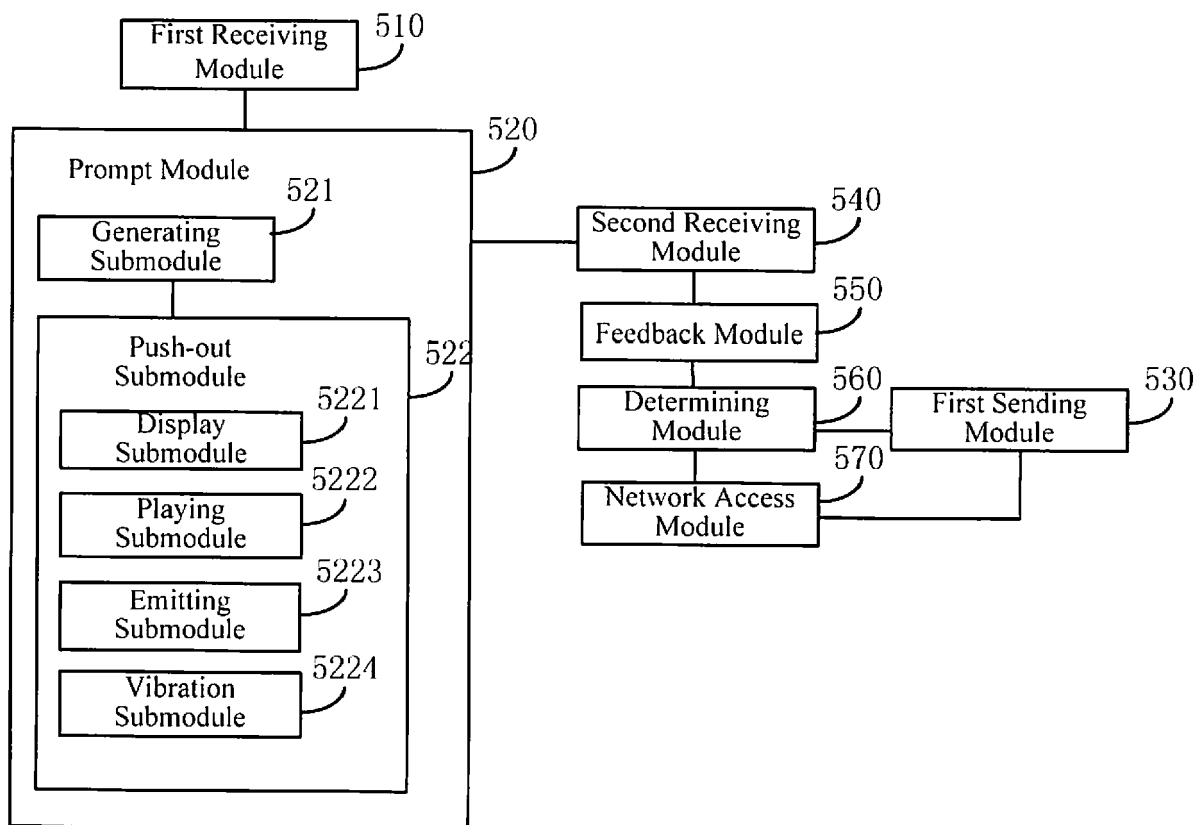 First Receiving
Module
510
520
Prompt Module
521
Generating
Submodule
Push-out
Submodule
522
5221
Display
Submodule
5222
Playing
Submodule
5223
Emitting
Submodule
5224
Vibration
Submodule
540
Second Receiving
Module
550
Feedback Module
560
Determining
Module
530
First Sending
Module
570
Network Access
Module